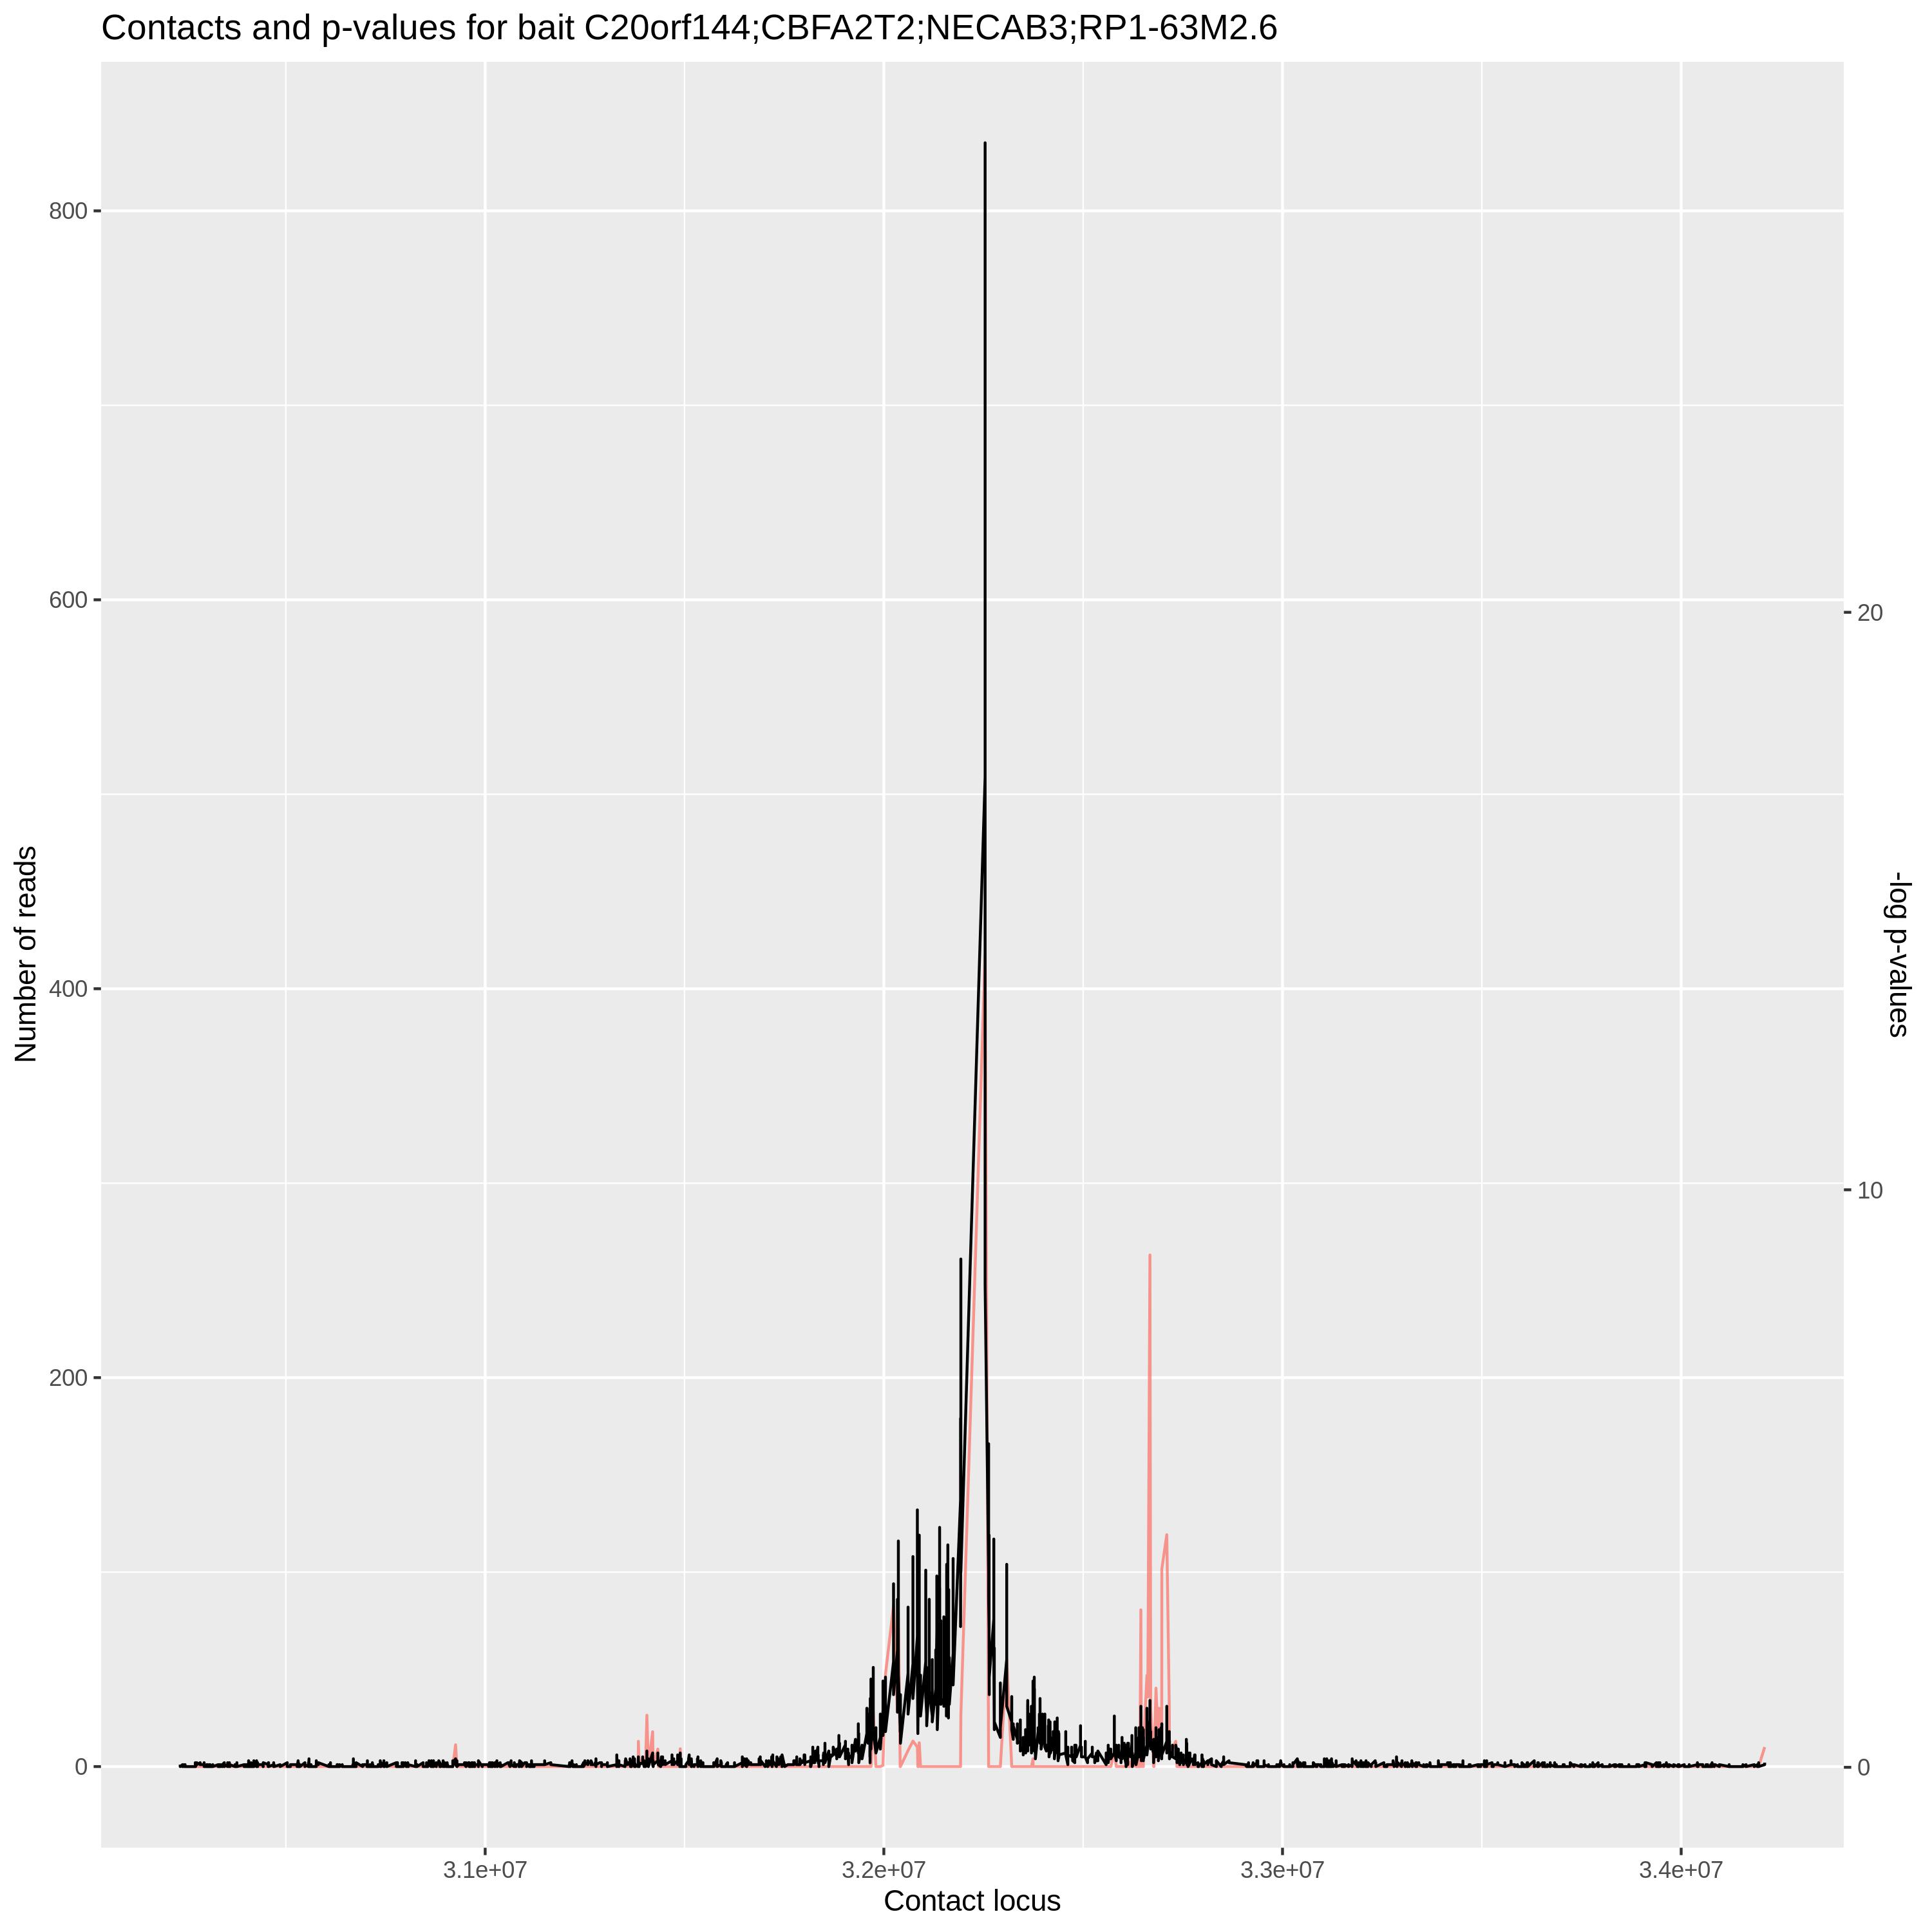 Contacts and p-values for bait C20orf144;CBFA2T2;NECAB3;RP1-63M2.6
800
600
400
200
0
Number of reads
20
10
0
-log p-values
3.1e+07
3.2e+07
3.3e+07
3.4e+07
Contact locus